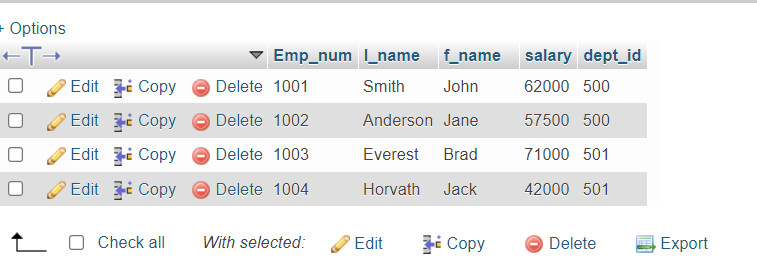 + Options
Emp_num l_name f_name salary dept_id
Edit Copy Delete 1001 Smith John 62000 500
Edit Copy Delete 1002 Anderson Jane 57500 500
Edit Copy Delete 1003 Everest Brad 71000 501
Edit Copy Delete 1004 Horvath Jack 42000 501
Check all With selected: Edit Copy Delete Export